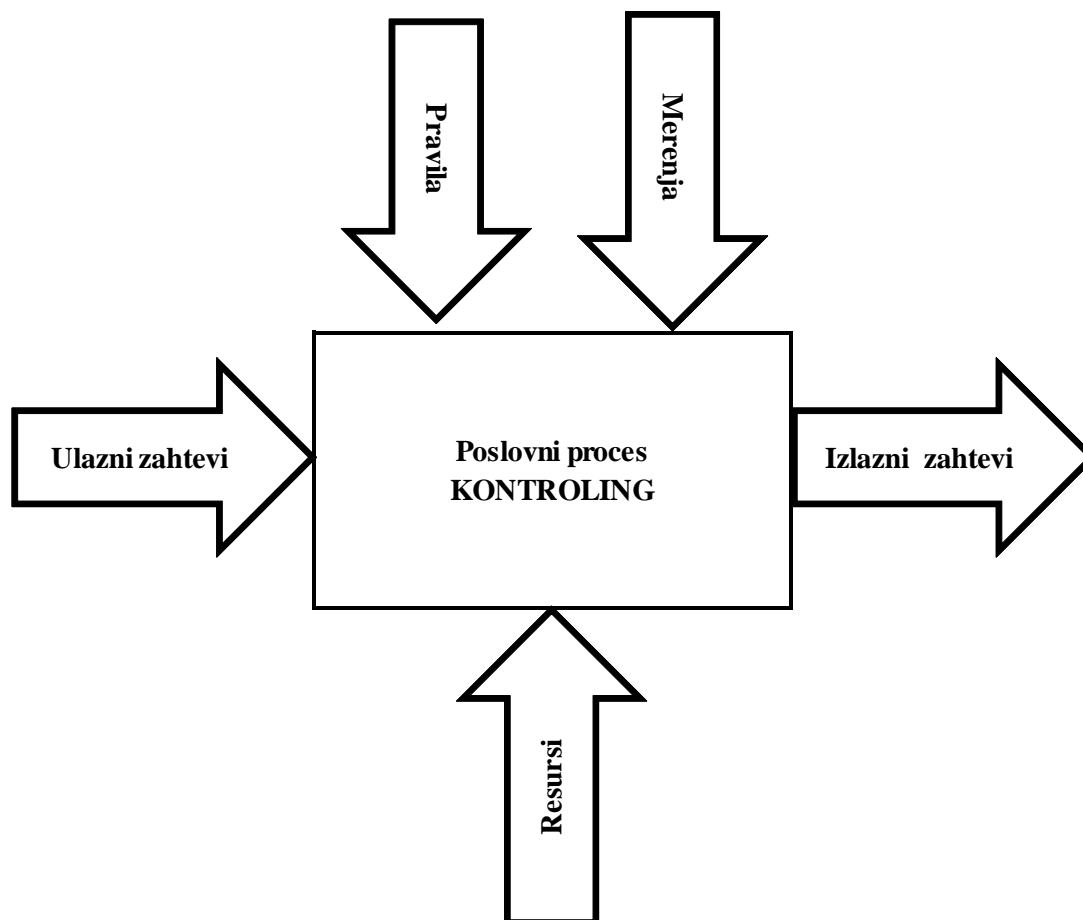 Pravila
Merenja
Ulazni zahtevi
Poslovni proces
KONTROLING
Izlazni zahtevi
Resursi